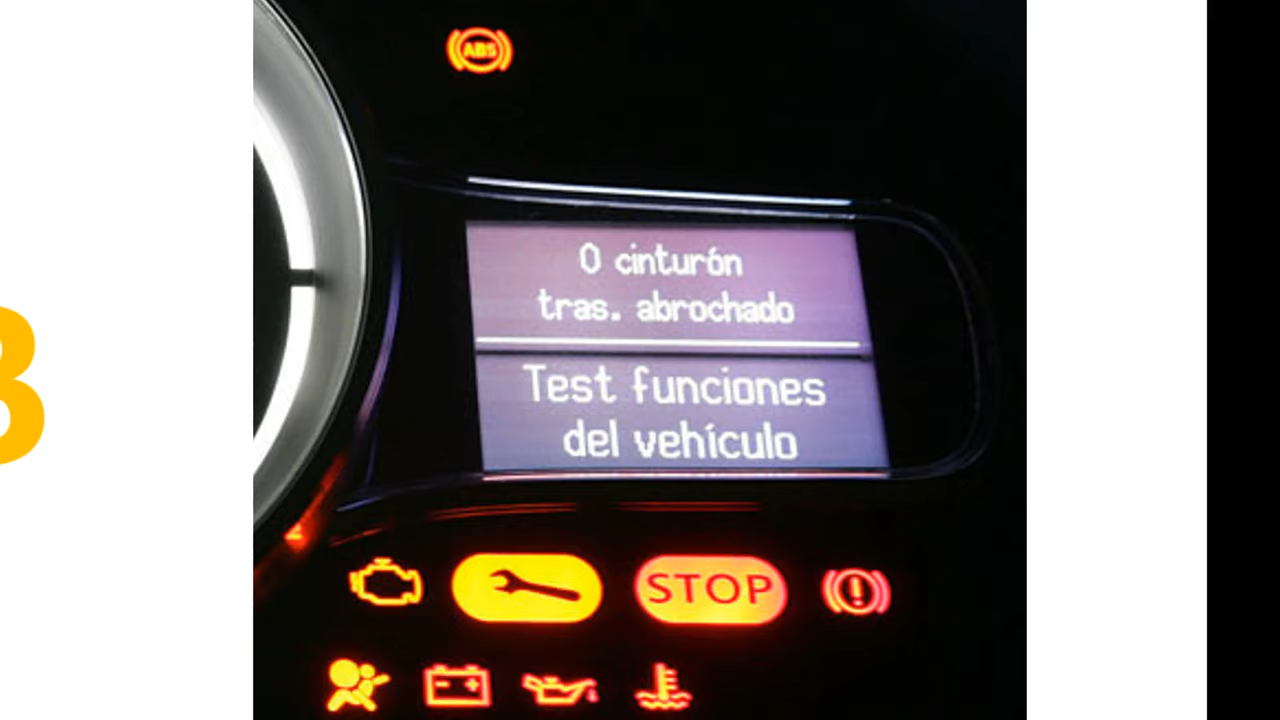 ABS
0 cinturón
tras. abrochado
Test funciones
del vehículo
STOP